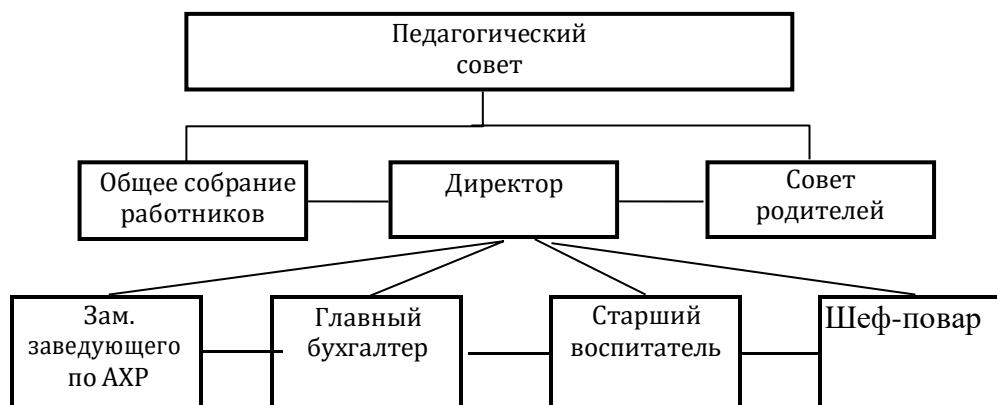 Педагогический
совет
Общее собрание
работников
Директор
Совет
родителей
Зам.
заведующего
по АХР
Главный
бухгалтер
Старший
воспитатель
Шеф-повар